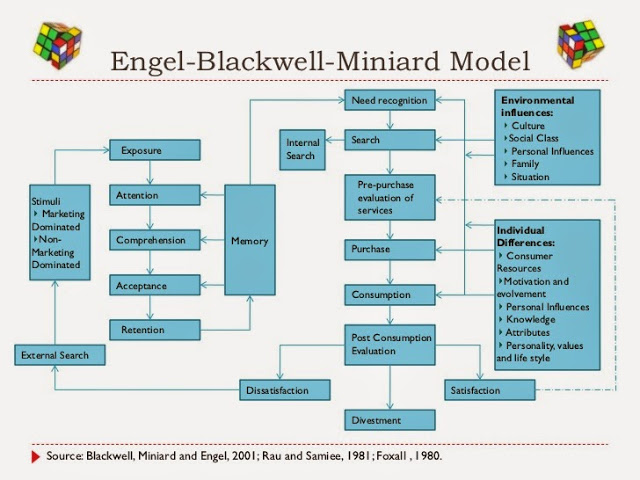 Engel-Blackwell-Miniard Model
Need recognition
Environmental
influences:
Culture
Social Class
Personal Influences
Family
Situation
Exposure
Internal
Search
Search
Stimuli
Marketing
Dominated
Non-
Marketing
Dominated
Attention
Pre-purchase
evaluation of
services
Comprehension
Memory
Purchase
Individual
Differences:
Consumer
Resources
Motivation and
evolvement
Personal Influences
Knowledge
Attributes
Personality, values
and life style
Acceptance
Consumption
Retention
Post Consumption
Evaluation
External Search
Dissatisfaction
Satisfaction
Divestment
Source: Blackwell, Miniard and Engel, 2001; Rau and Samiee, 1981; Foxall , 1980.